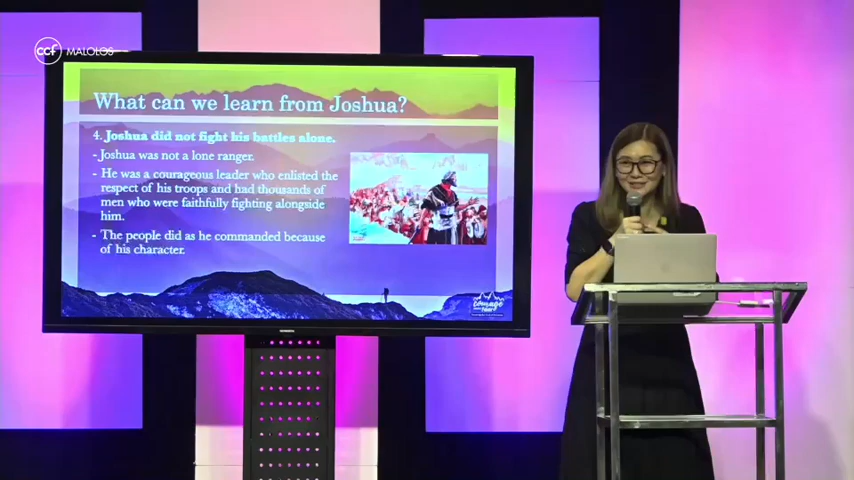 ccf MALOLOS
What can we learn from Joshua?
4. Joshua did not fight his battles alone.
- Joshua was not a lone ranger.
- He was a courageous leader who enlisted the
respect of his troops and had thousands of
men who were faithfully fighting alongside
him.
- The people did as he commanded because
of his character.
courage